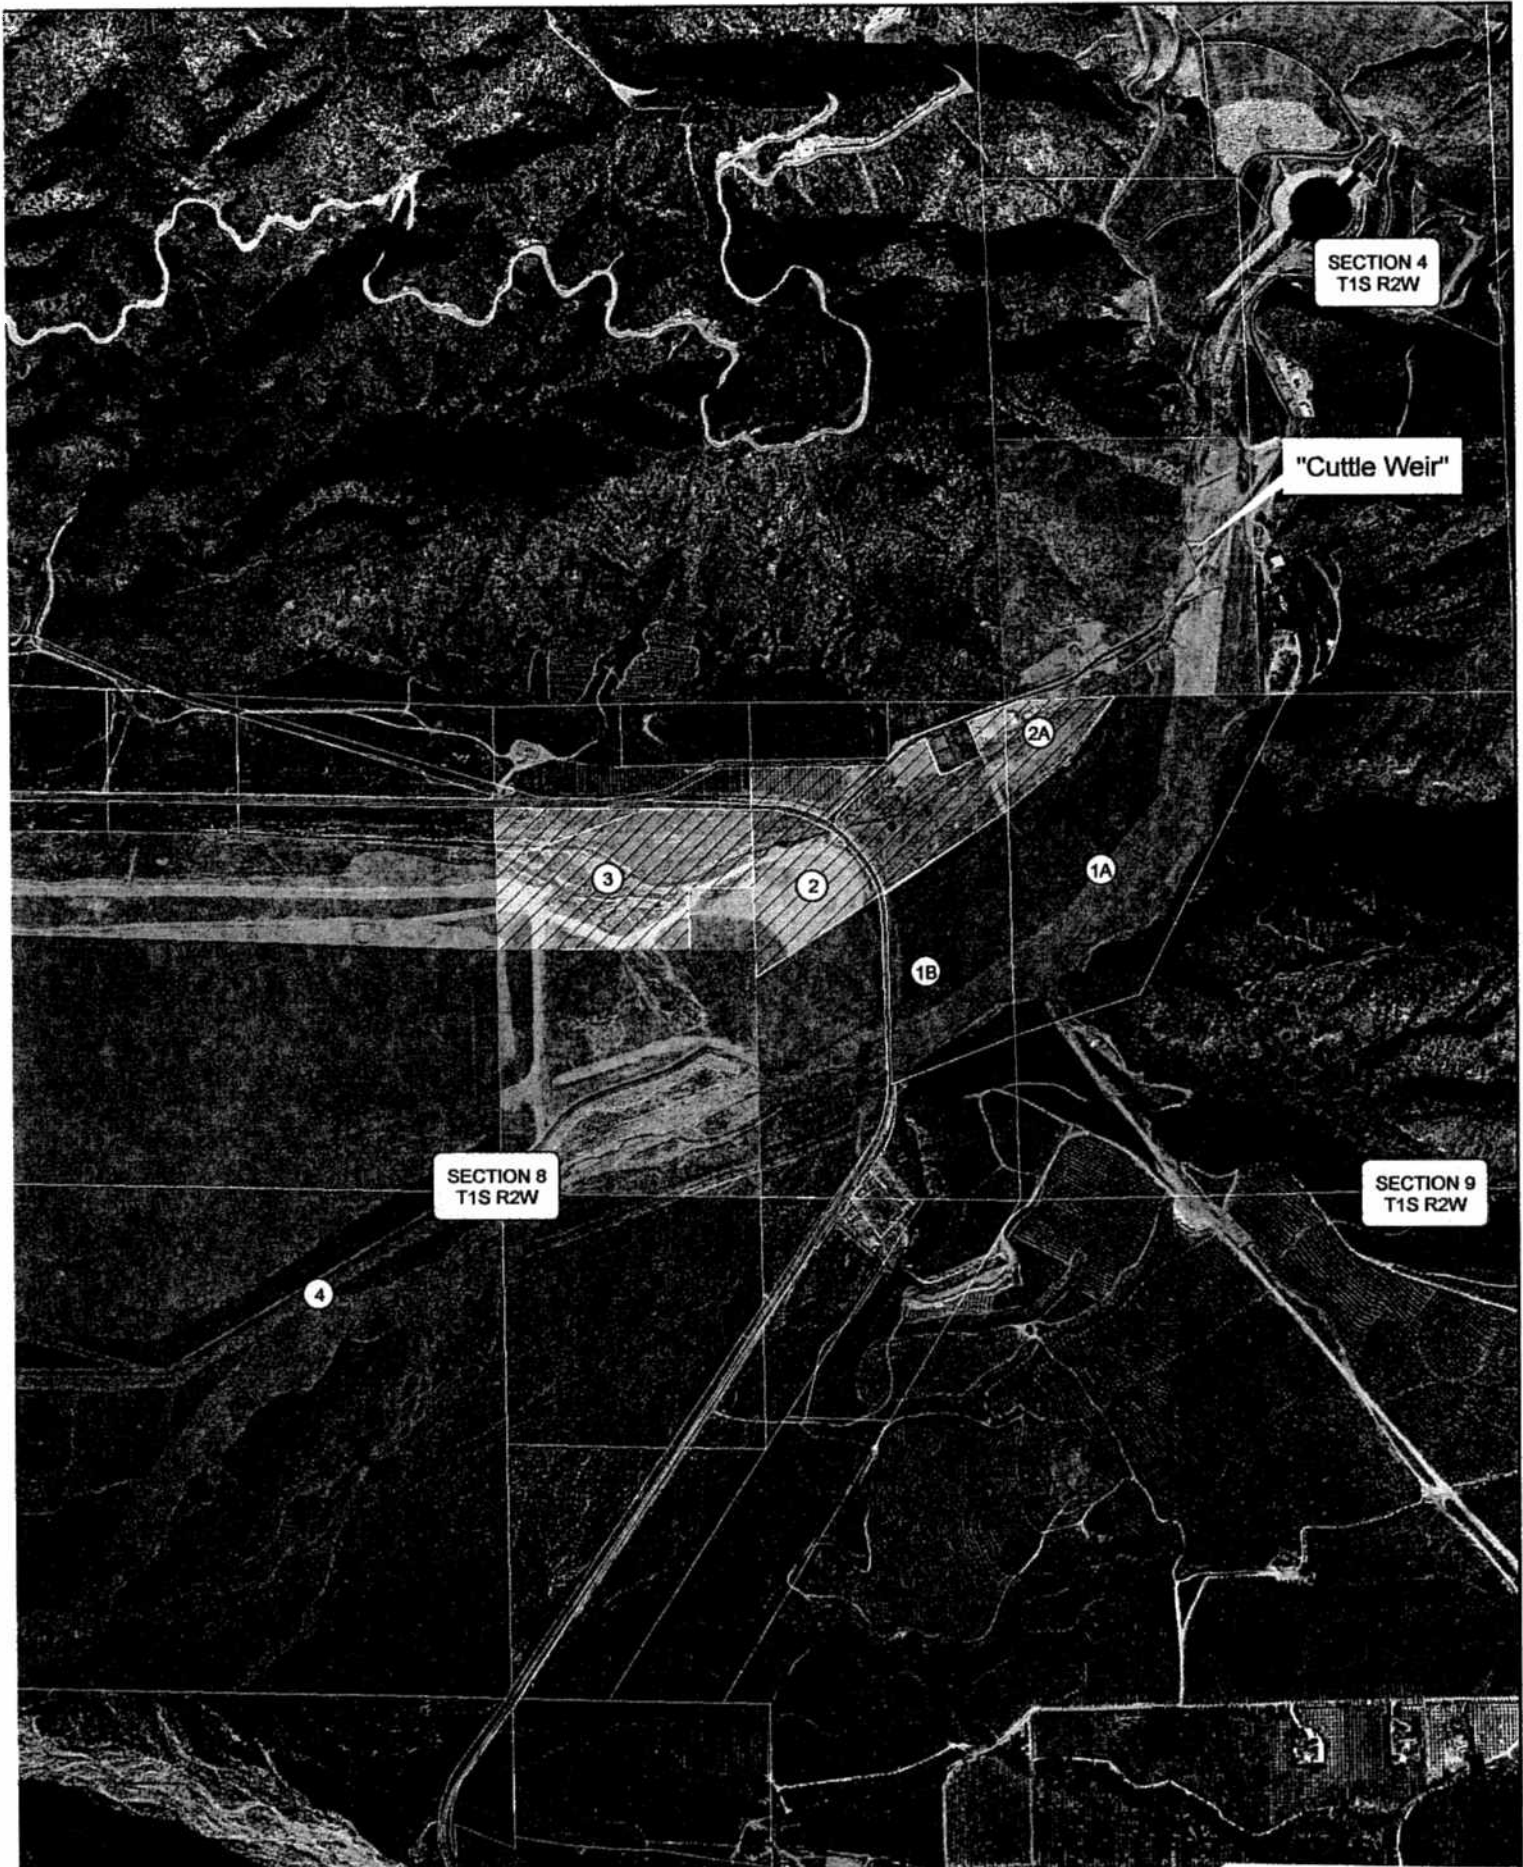 SECTION 4
T1S R2W
"Cuttle Weir"
2A
3
2
1A
1B
SECTION 8
T1S R2W
SECTION 9
T1S R2W
4